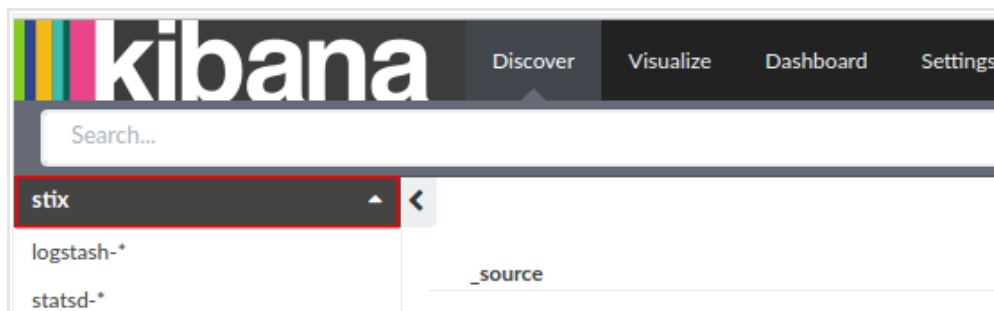 kibana Discover Visualize Dashboard Settings
Search...
stix
logstash-*
_source
statsd-*